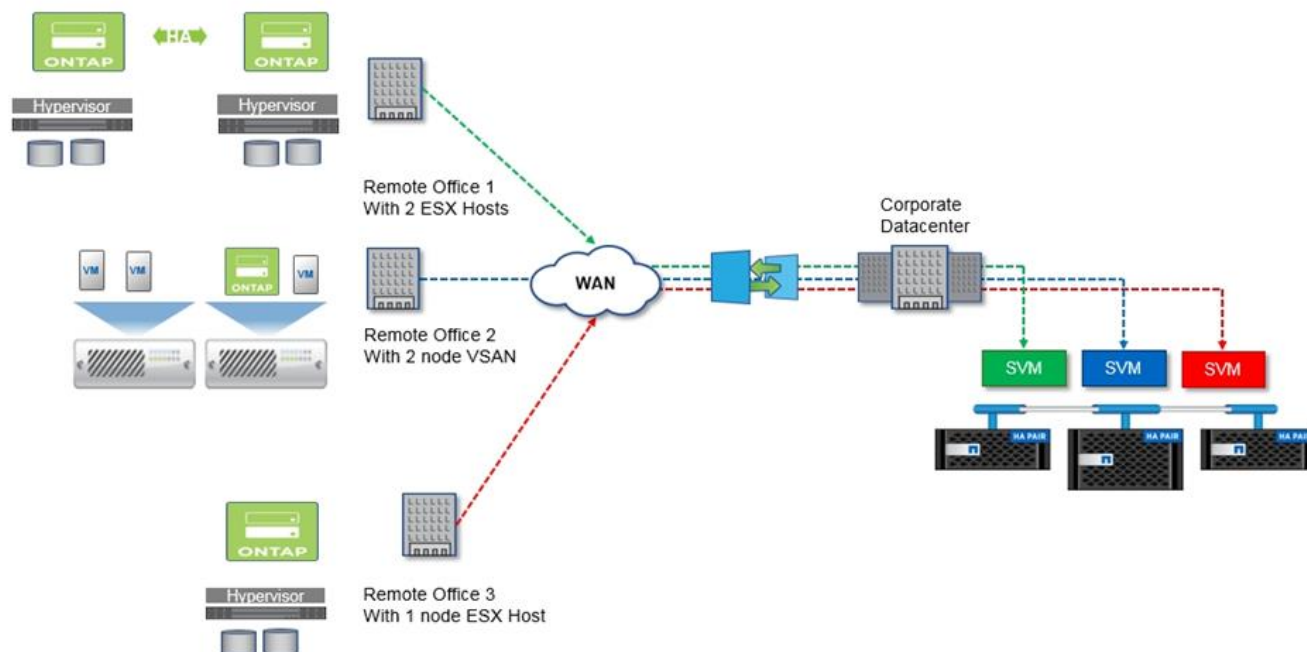 ONTAP
HA
ONTAP
Hypervisor
Hypervisor
Remote Office 1
With 2 ESX Hosts
VM
VM
ONTAP
VM
Remote Office 2
With 2 node VSAN
WAN
Corporate
Datacenter
SVM
SVM
SVM
HA PAIR
HA PAIR
HA PAIR
ONTAP
Hypervisor
Remote Office 3
With 1 node ESX Host